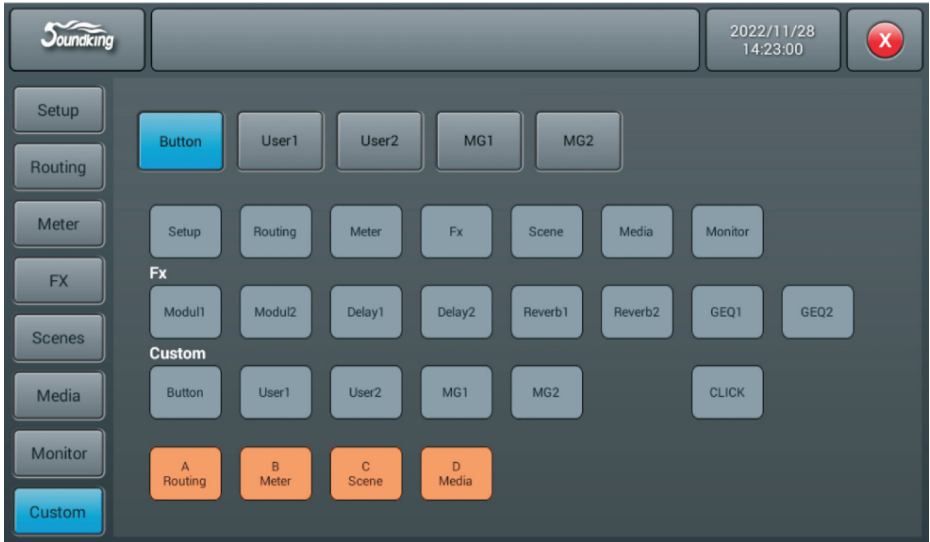 Soundking
2022/11/28
14:23:00
X
Setup
Routing
Meter
FX
Scenes
Media
Monitor
Custom
Button User1 User2 MG1 MG2
Setup Routing Meter Fx Scene Media Monitor
Fx
Modul1 Modul2 Delay1 Delay2 Reverb1 Reverb2 GEQ1 GEQ2
Custom
Button User1 User2 MG1 MG2 CLICK
A B C D
Routing Meter Scene Media